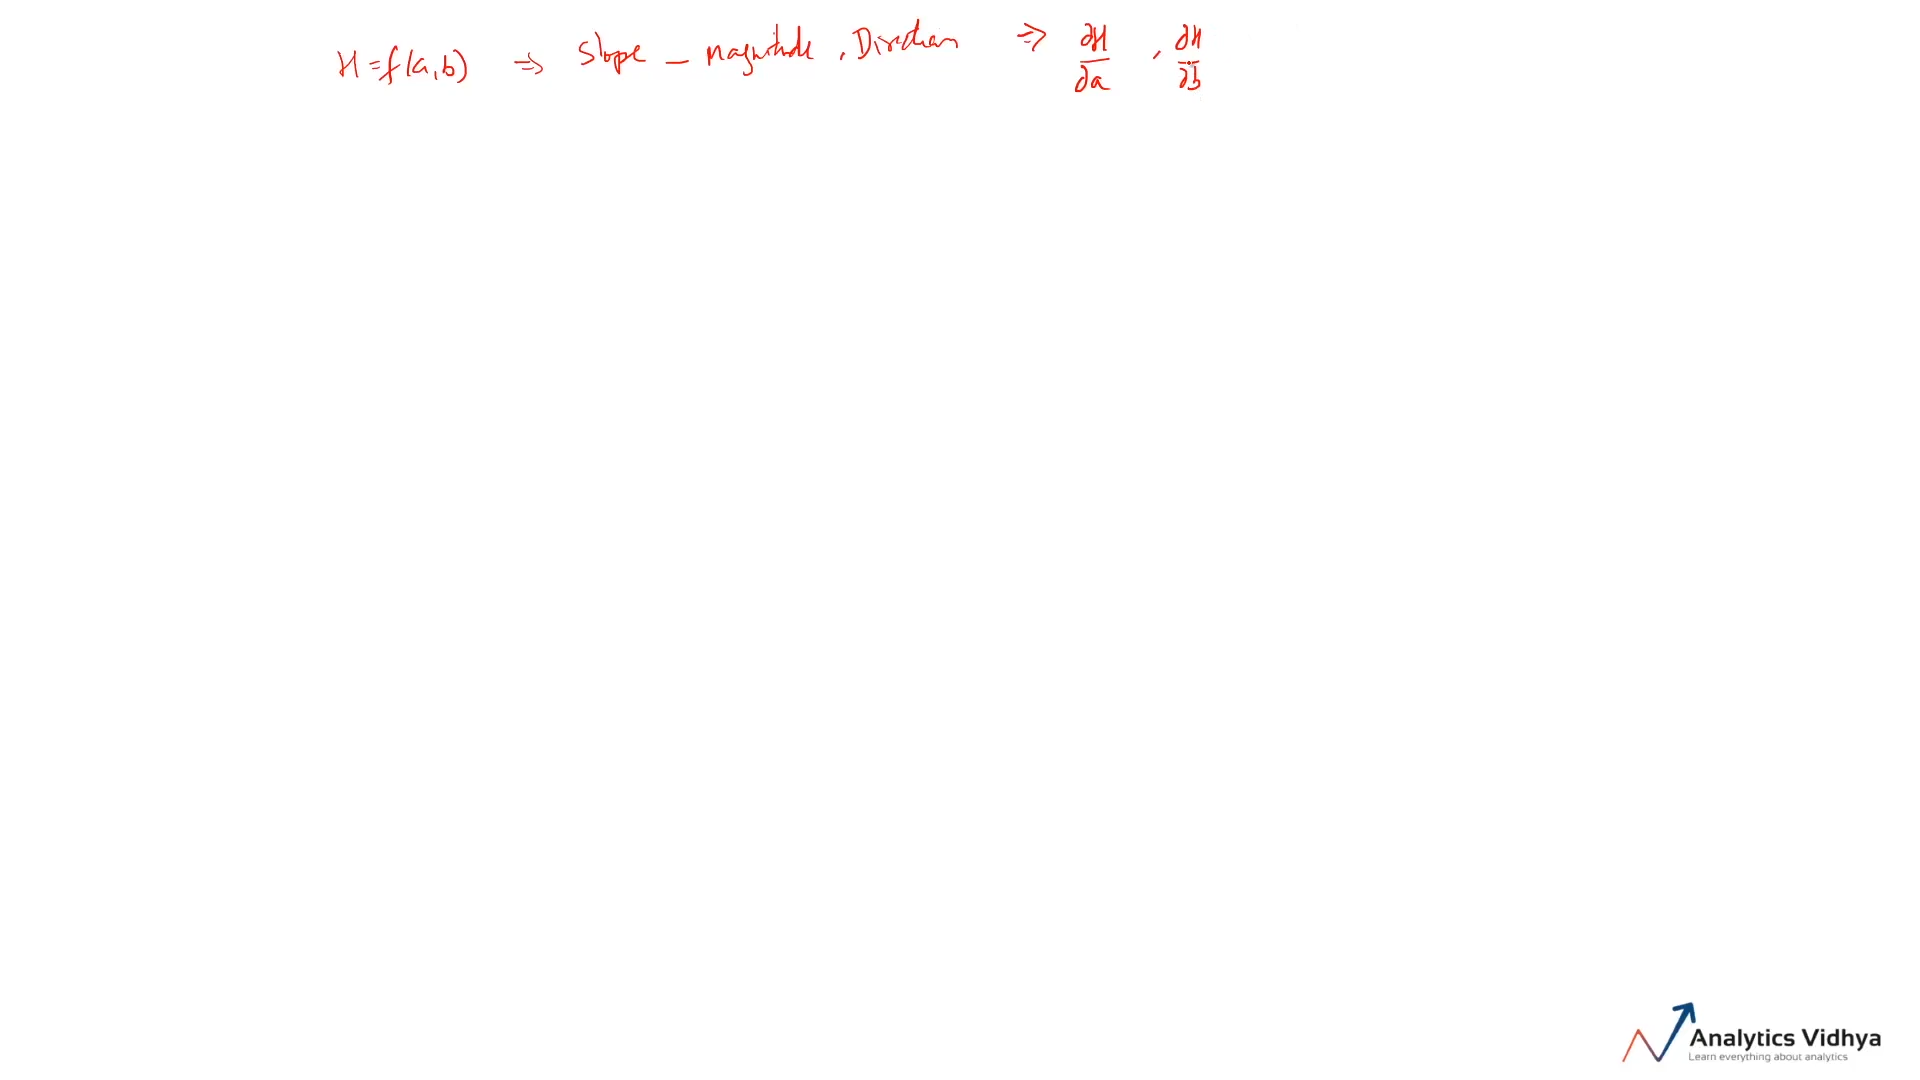 H = f(a,b) ⇒ Slope – Magnitude, Direction ⇒ ∂H/∂a , ∂H/∂b
Analytics Vidhya
Learn everything about analytics